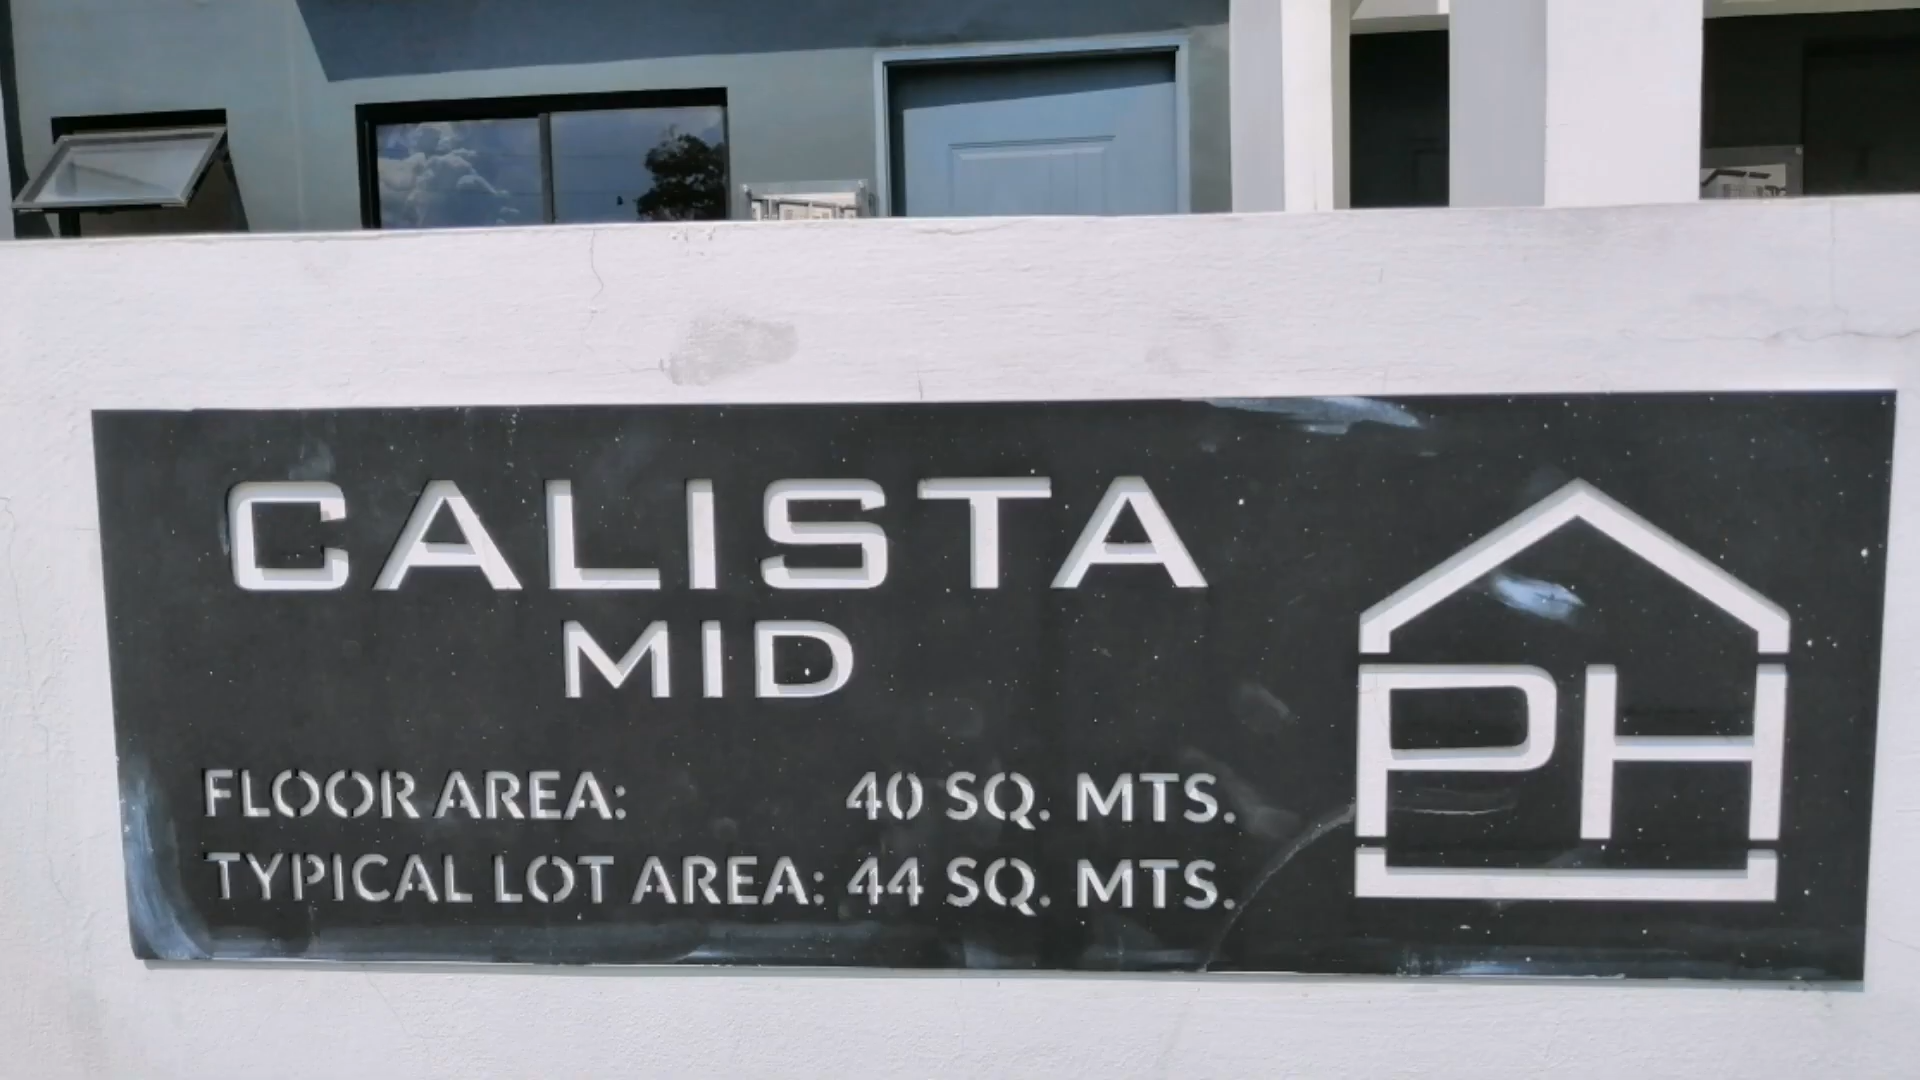 CALISTA
MID
FLOOR AREA: 40 SQ. MTS.
TYPICAL LOT AREA: 44 SQ. MTS.
PH